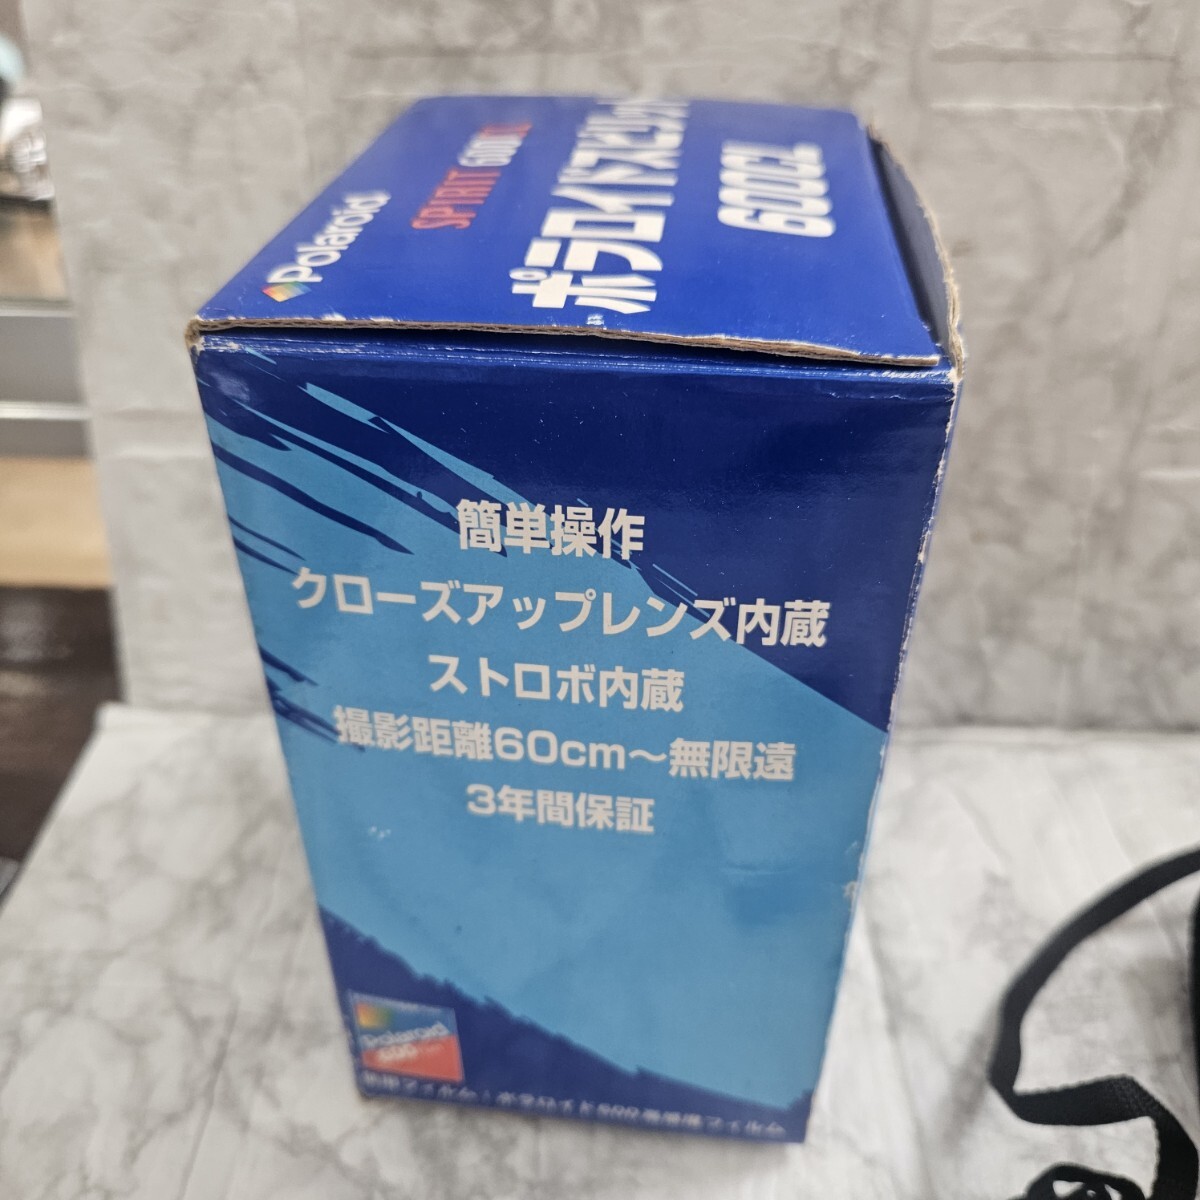 Polaroid
SPIRIT 600
ポラロイドスピリット
600CL
簡単操作
クローズアップレンズ内蔵
ストロボ内蔵
撮影距離60cm～無限遠
3年間保証
Polaroid
600